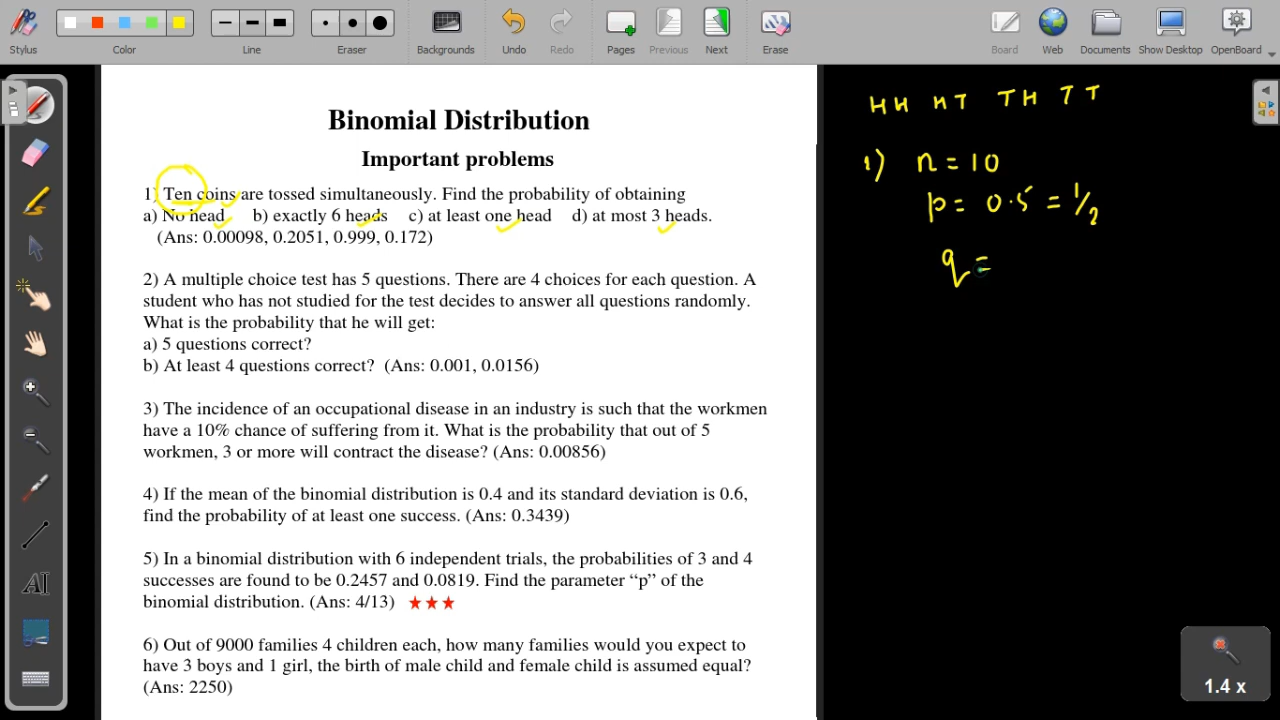 Stylus Color Line Eraser Backgrounds Undo Redo Pages Previous Next Erase Board Web Documents Show Desktop OpenBoard
Binomial Distribution
Important problems
1) Ten coins are tossed simultaneously. Find the probability of obtaining
a) No head b) exactly 6 heads c) at least one head d) at most 3 heads.
(Ans: 0.00098, 0.2051, 0.999, 0.172)
2) A multiple choice test has 5 questions. There are 4 choices for each question. A
student who has not studied for the test decides to answer all questions randomly.
What is the probability that he will get:
a) 5 questions correct?
b) At least 4 questions correct? (Ans: 0.001, 0.0156)
3) The incidence of an occupational disease in an industry is such that the workmen
have a 10% chance of suffering from it. What is the probability that out of 5
workmen, 3 or more will contract the disease? (Ans: 0.00856)
4) If the mean of the binomial distribution is 0.4 and its standard deviation is 0.6,
find the probability of at least one success. (Ans: 0.3439)
5) In a binomial distribution with 6 independent trials, the probabilities of 3 and 4
successes are found to be 0.2457 and 0.0819. Find the parameter “p” of the
binomial distribution. (Ans: 4/13) ★★★
6) Out of 9000 families 4 children each, how many families would you expect to
have 3 boys and 1 girl, the birth of male child and female child is assumed equal?
(Ans: 2250)
HH HT TH TT
1) n = 10
p = 0.5 = 1/2
q =
AI
1.4 x